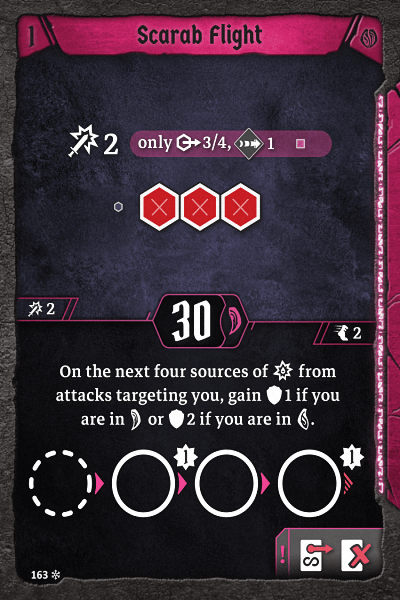 1
Scarab Flight
2 only 3/4, 1
2
30
2
On the next four sources of from
attacks targeting you, gain 1 if you
are in or 2 if you are in .
1 1
! S
163